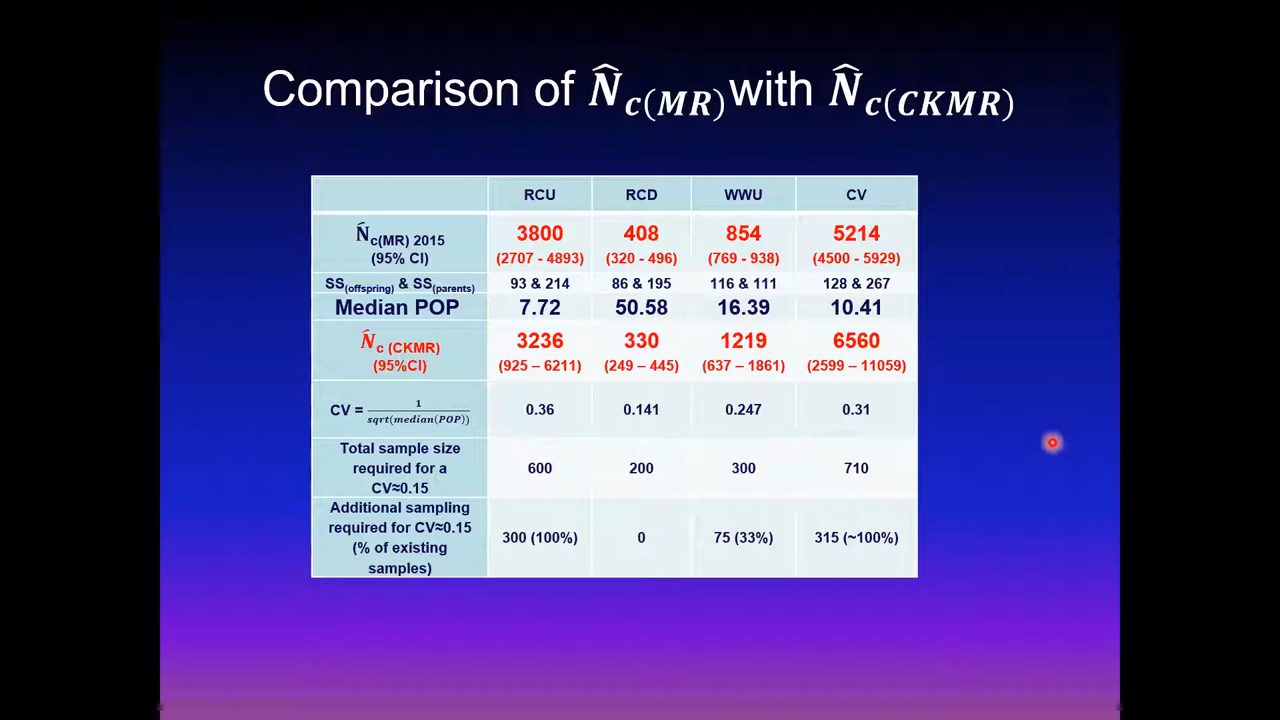 Comparison of N̂c(MR) with N̂c(CKMR)
RCU RCD WWU CV
N̂c(MR) 2015 (95% CI)
3800 408 854 5214
(2707 - 4893) (320 - 496) (769 - 938) (4500 - 5929)
SS(offspring) & SS(parents) 93 & 214 86 & 195 116 & 111 128 & 267
Median POP 7.72 50.58 16.39 10.41
N̂c (CKMR) (95%CI)
3236 330 1219 6560
(925 – 6211) (249 – 445) (637 – 1861) (2599 – 11059)
CV = 1 / sqrt(median(POP)) 0.36 0.141 0.247 0.31
Total sample size
required for a
CV≈0.15
600 200 300 710
Additional sampling
required for CV≈0.15
(% of existing
samples)
300 (100%) 0 75 (33%) 315 (~100%)